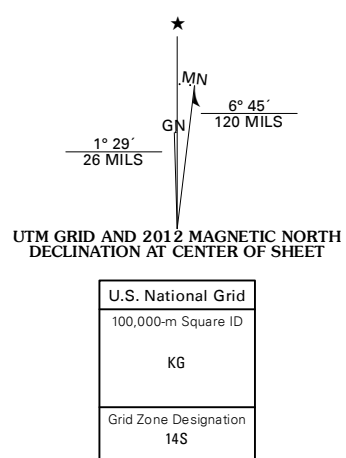 ★
MN
GN
6° 45´
120 MILS
1° 29´
26 MILS
UTM GRID AND 2012 MAGNETIC NORTH
DECLINATION AT CENTER OF SHEET
U.S. National Grid
100,000-m Square ID
KG
Grid Zone Designation
14S